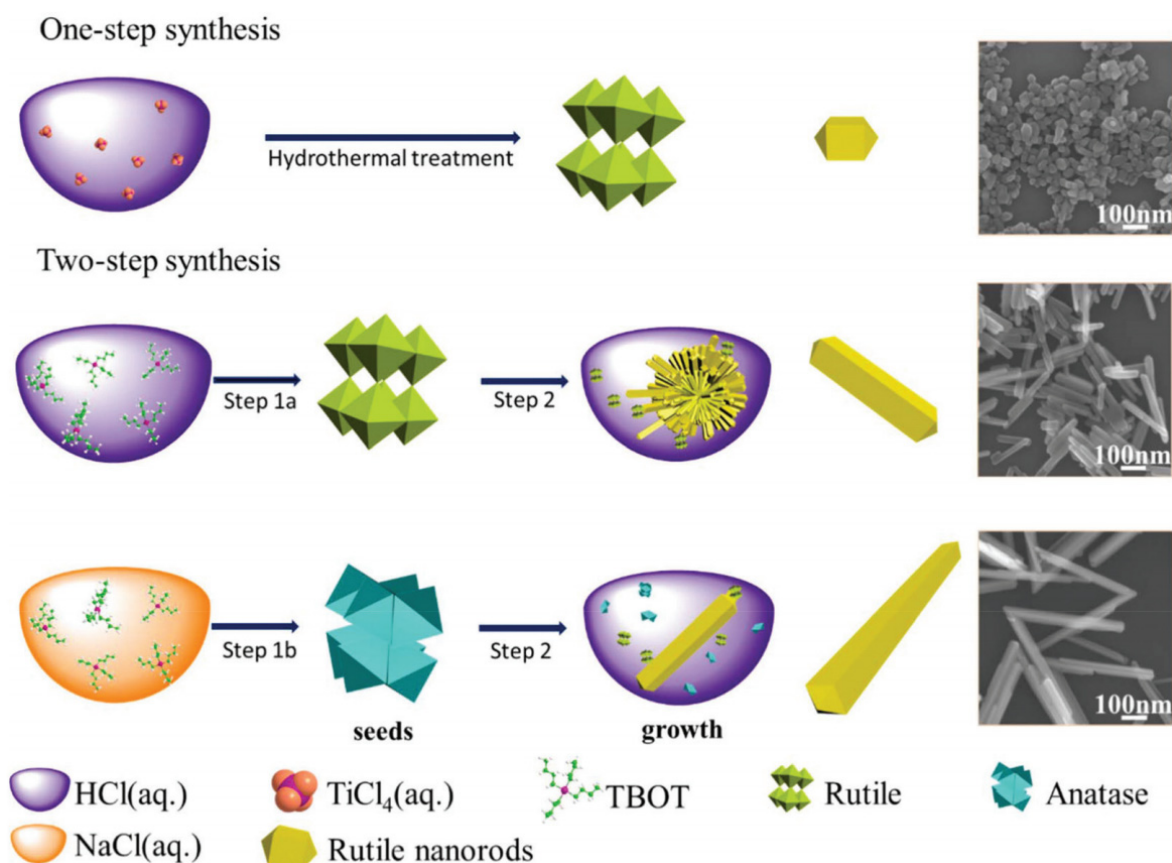 One-step synthesis
Hydrothermal treatment
100nm
Two-step synthesis
Step 1a
Step 2
100nm
Step 1b
Step 2
100nm
seeds
growth
HCl(aq.)
TiCl₄(aq.)
TBOT
Rutile
Anatase
NaCl(aq.)
Rutile nanorods